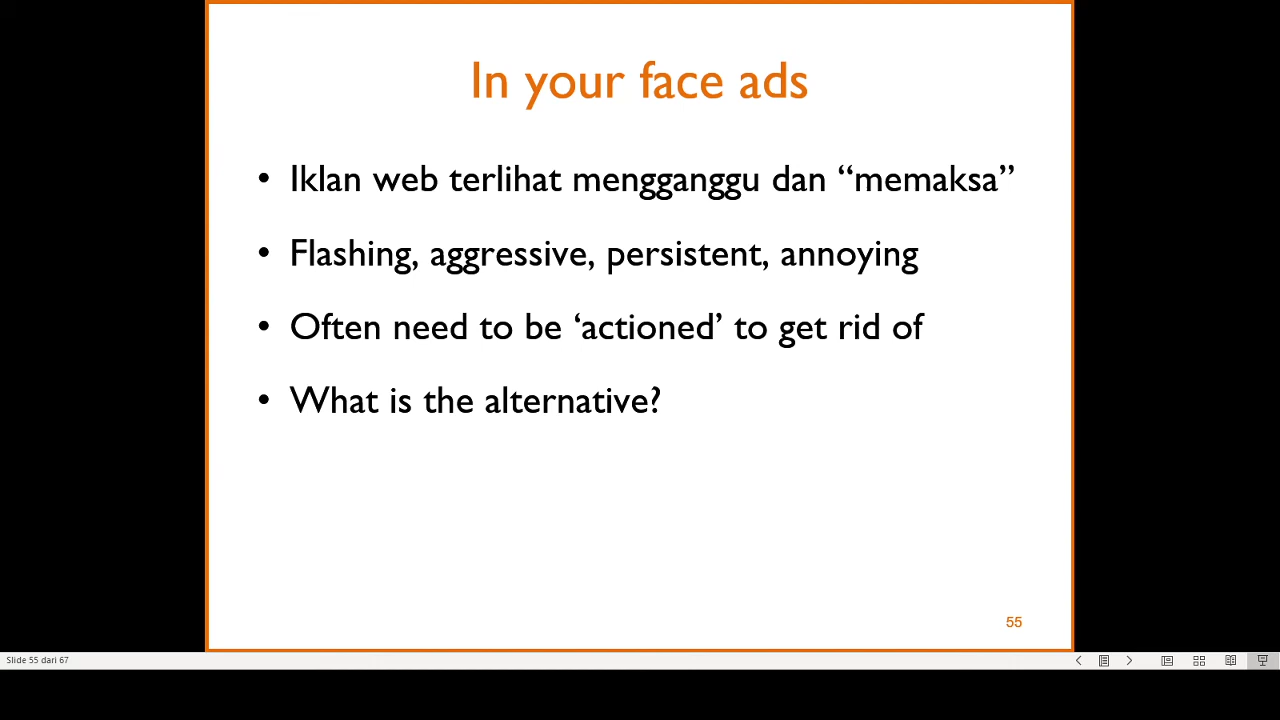 In your face ads
• Iklan web terlihat mengganggu dan “memaksa”
• Flashing, aggressive, persistent, annoying
• Often need to be ‘actioned’ to get rid of
• What is the alternative?
55
Slide 55 dari 67